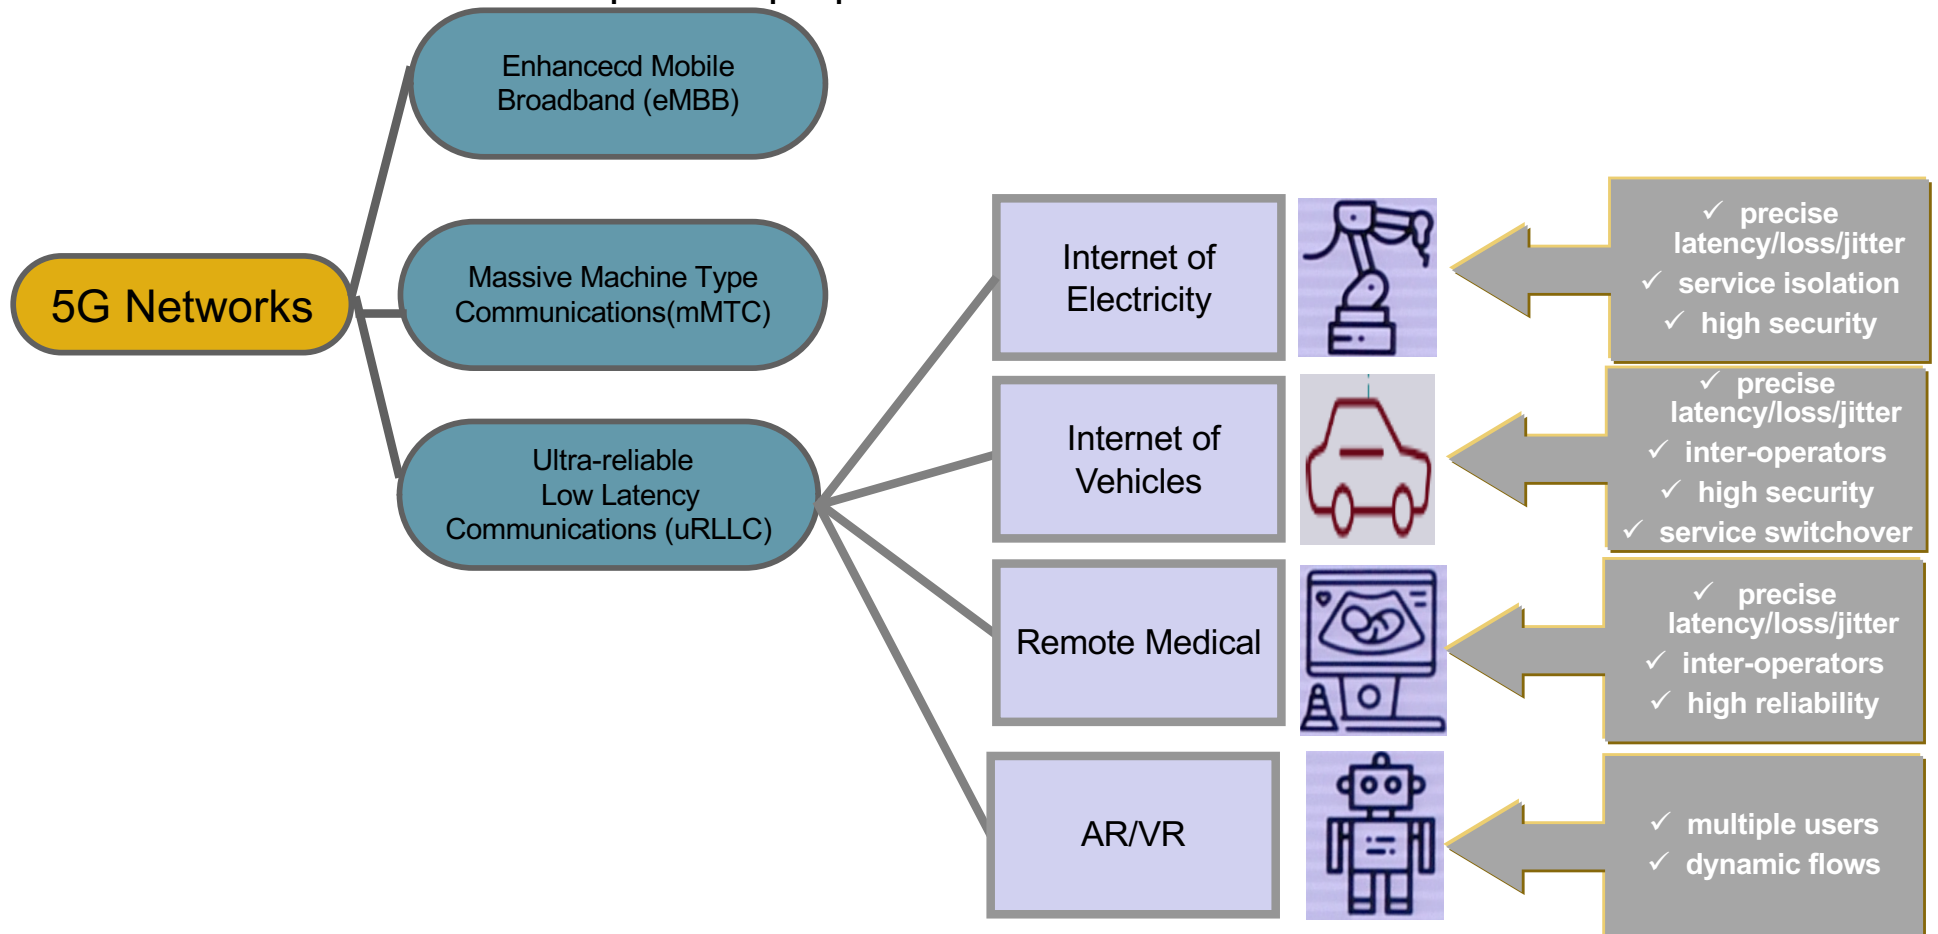 Enhancecd Mobile
Broadband (eMBB)
Massive Machine Type
Communications(mMTC)
5G Networks
Ultra-reliable
Low Latency
Communications (uRLLC)
Internet of
Electricity
✓ precise
latency/loss/jitter
✓ service isolation
✓ high security
Internet of
Vehicles
✓ precise
latency/loss/jitter
✓ inter-operators
✓ high security
✓ service switchover
Remote Medical
✓ precise
latency/loss/jitter
✓ inter-operators
✓ high reliability
AR/VR
✓ multiple users
✓ dynamic flows